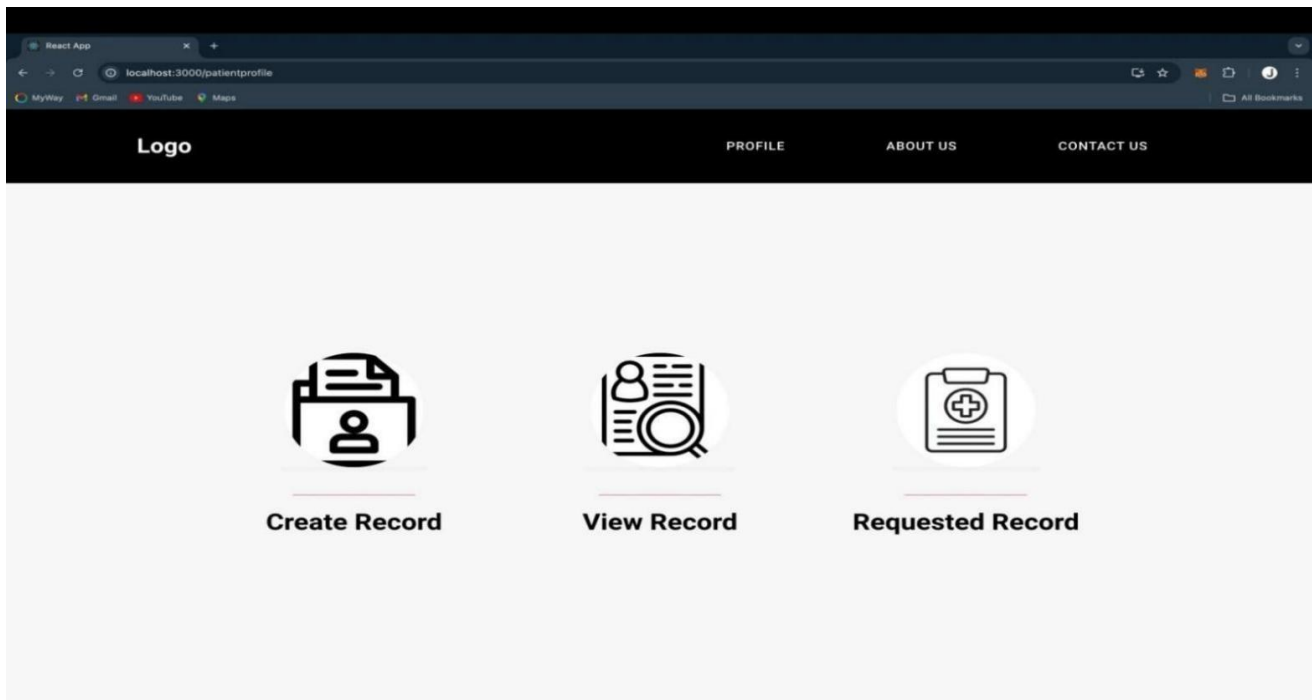 React App
localhost:3000/patientprofile
J
MyWay Gmail YouTube Maps All Bookmarks
Logo PROFILE ABOUT US CONTACT US
Create Record View Record Requested Record